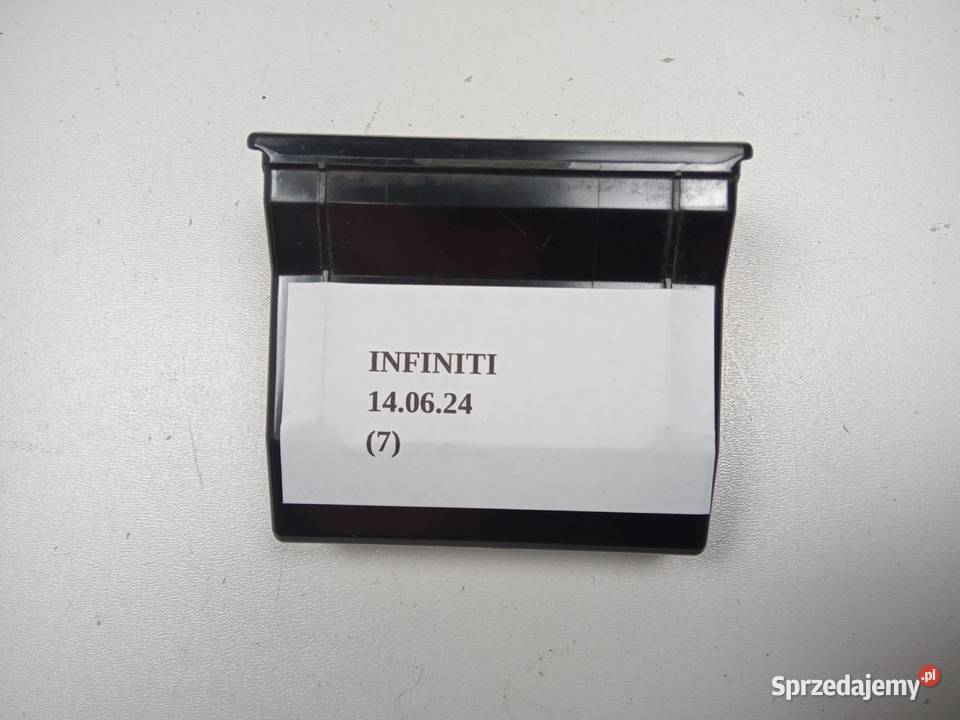 INFINITI
14.06.24
(7)
Sprzedajemy.pl